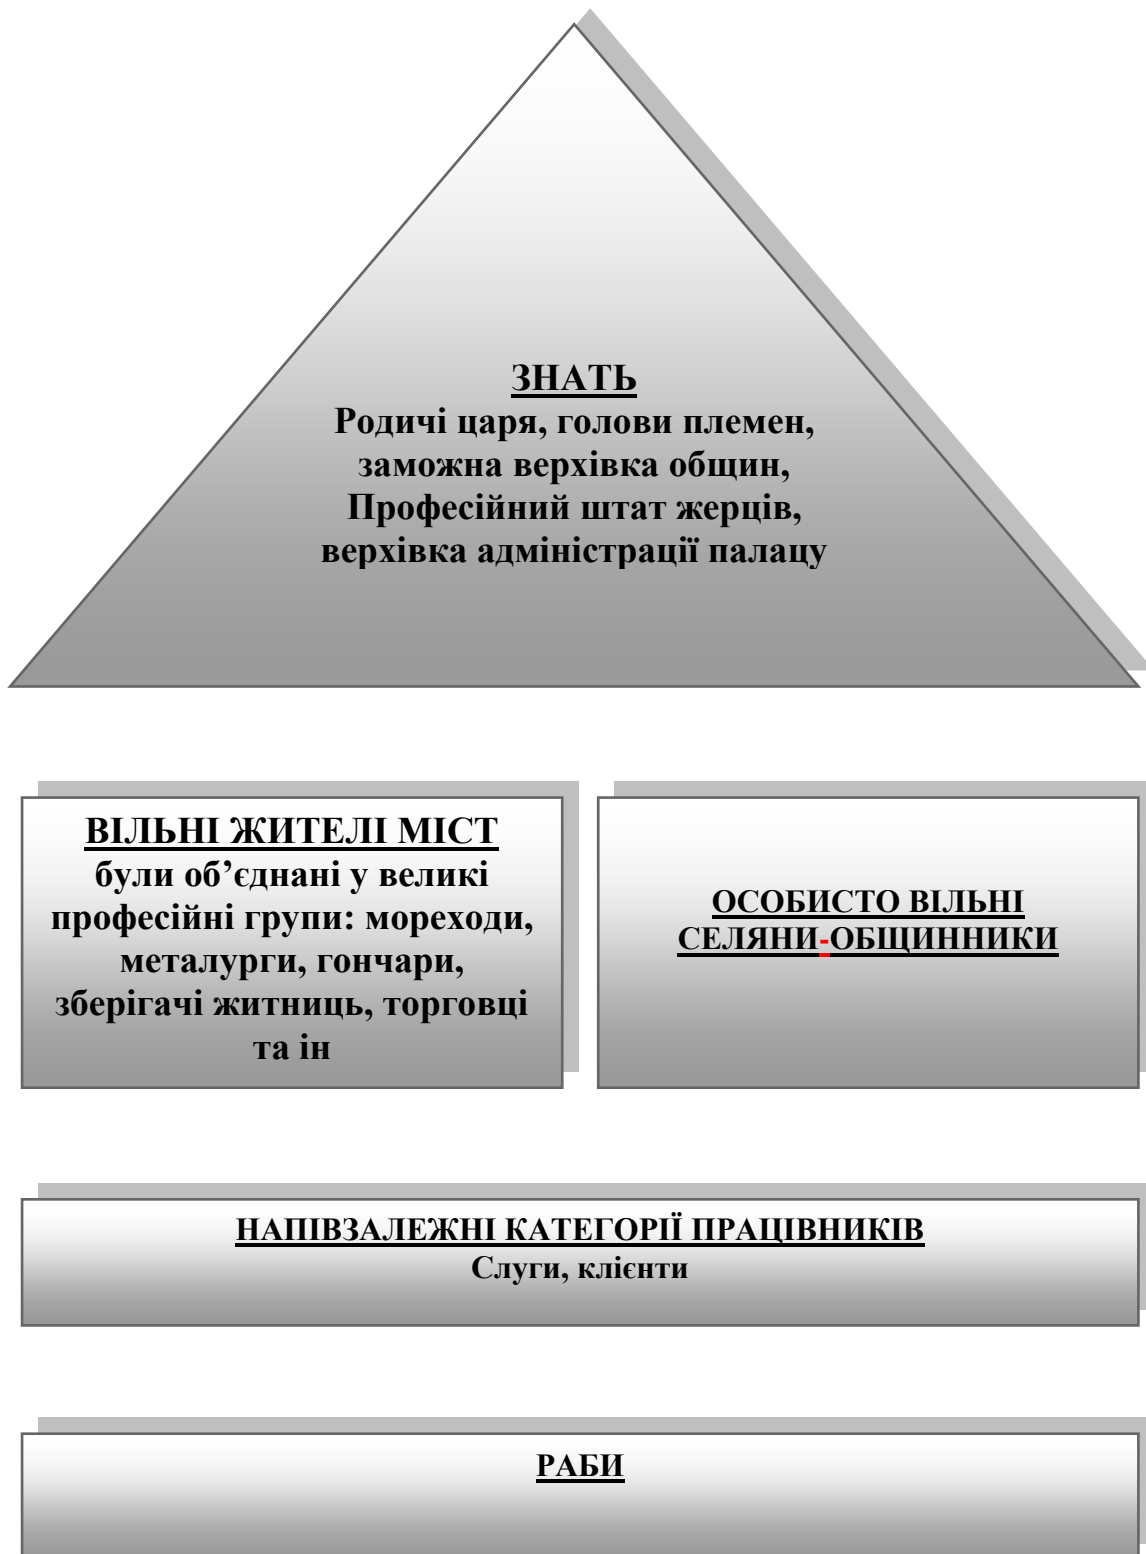 ЗНАТЬ
Родичі царя, голови племен,
заможна верхівка общин,
Професійний штат жерців,
верхівка адміністрації палацу
ВІЛЬНІ ЖИТЕЛІ МІСТ
були об’єднані у великі
професійні групи: мореходи,
металурги, гончари,
зберігачі житниць, торговці
та ін
ОСОБИСТО ВІЛЬНІ
СЕЛЯНИ-ОБЩИННИКИ
НАПІВЗАЛЕЖНІ КАТЕГОРІЇ ПРАЦІВНИКІВ
Слуги, клієнти
РАБИ